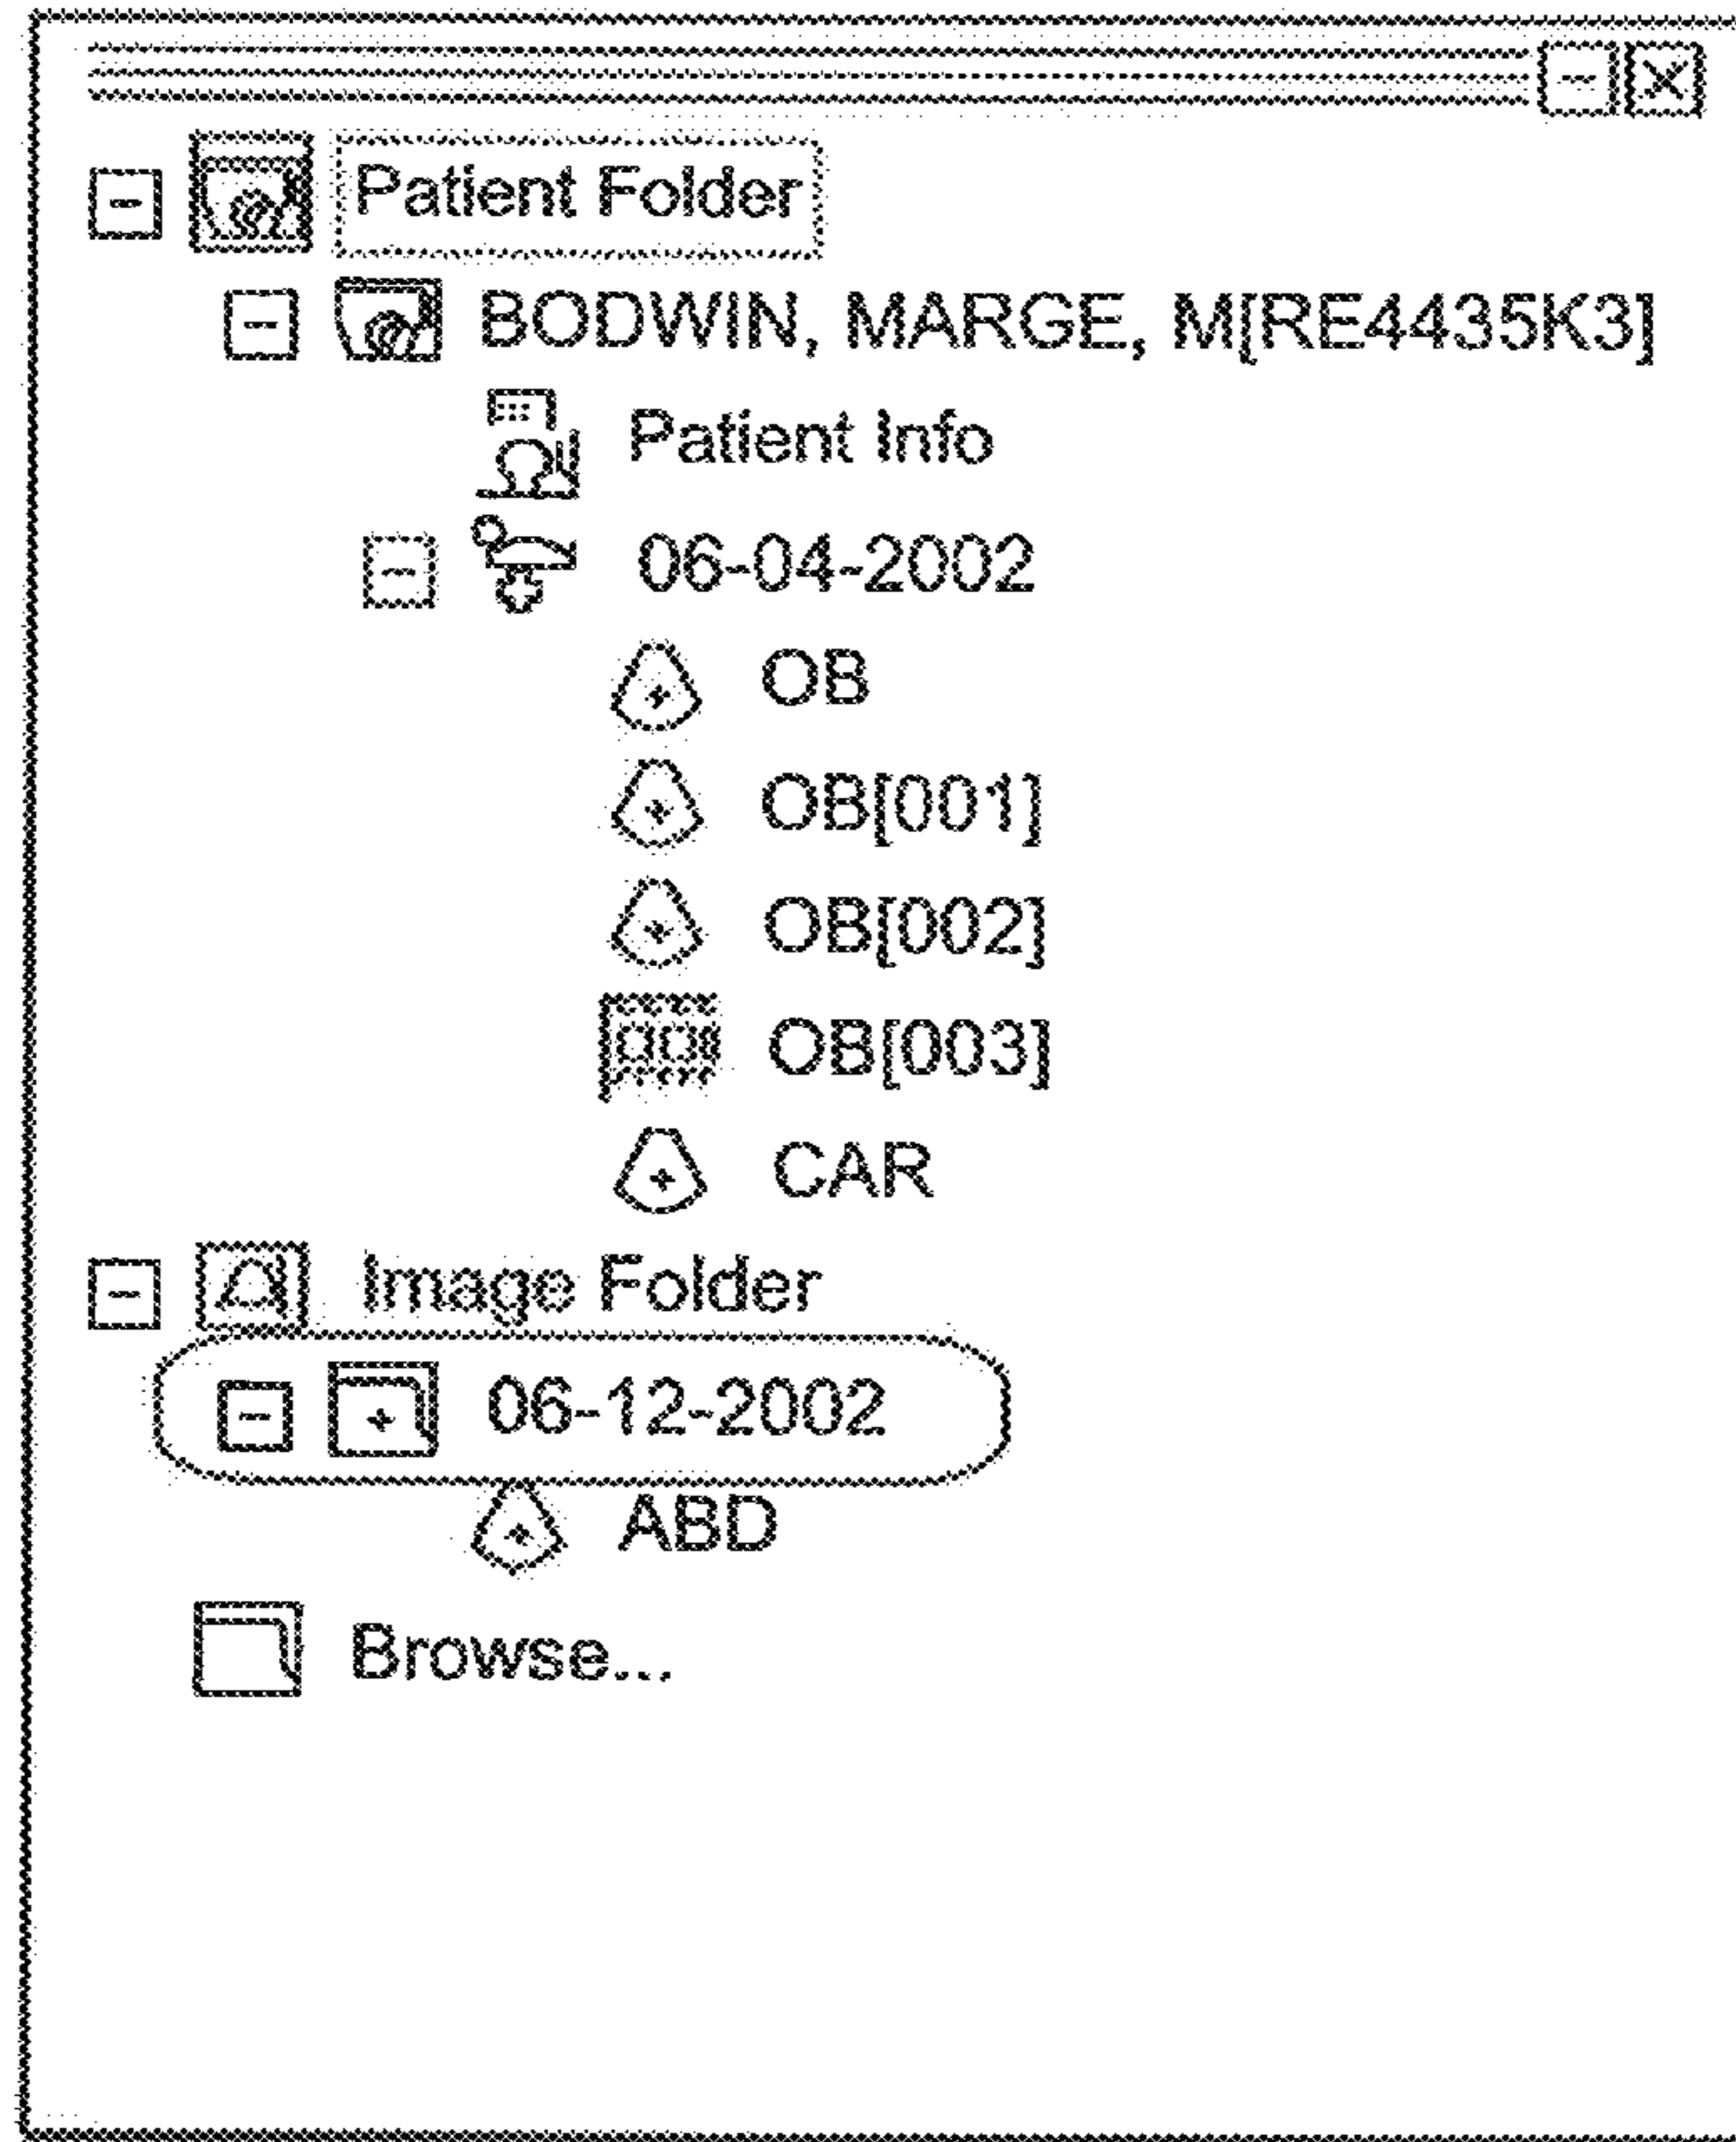 Patient Folder
BODWIN, MARGE, M[RE4435K3]
Patient Info
06-04-2002
OB
OB[001]
OB[002]
OB[003]
CAR
Image Folder
06-12-2002
ABD
Browse...